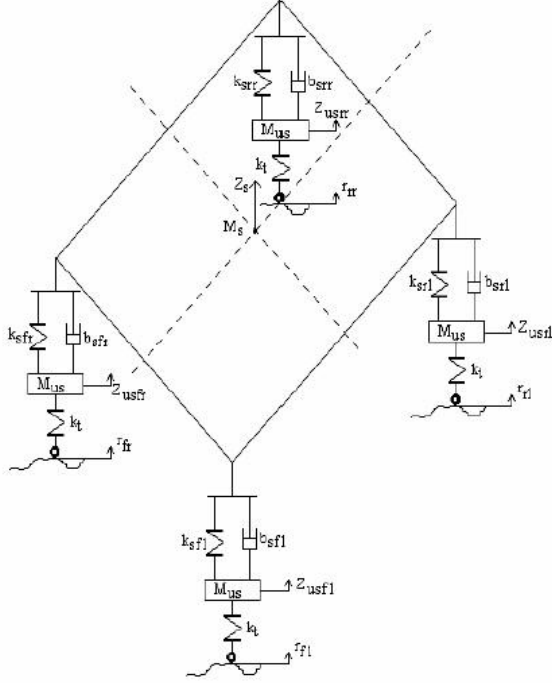 k_srr b_srr
Z_usrr
M_us
k_t
Z_s
r_rr
M_s
k_srl b_srl
M_us Z_usrl
k_t
r_rl
k_sfr b_sfr
M_us Z_usfr
k_t
r_fr
k_sfl b_sfl
M_us Z_usfl
k_t
r_fl